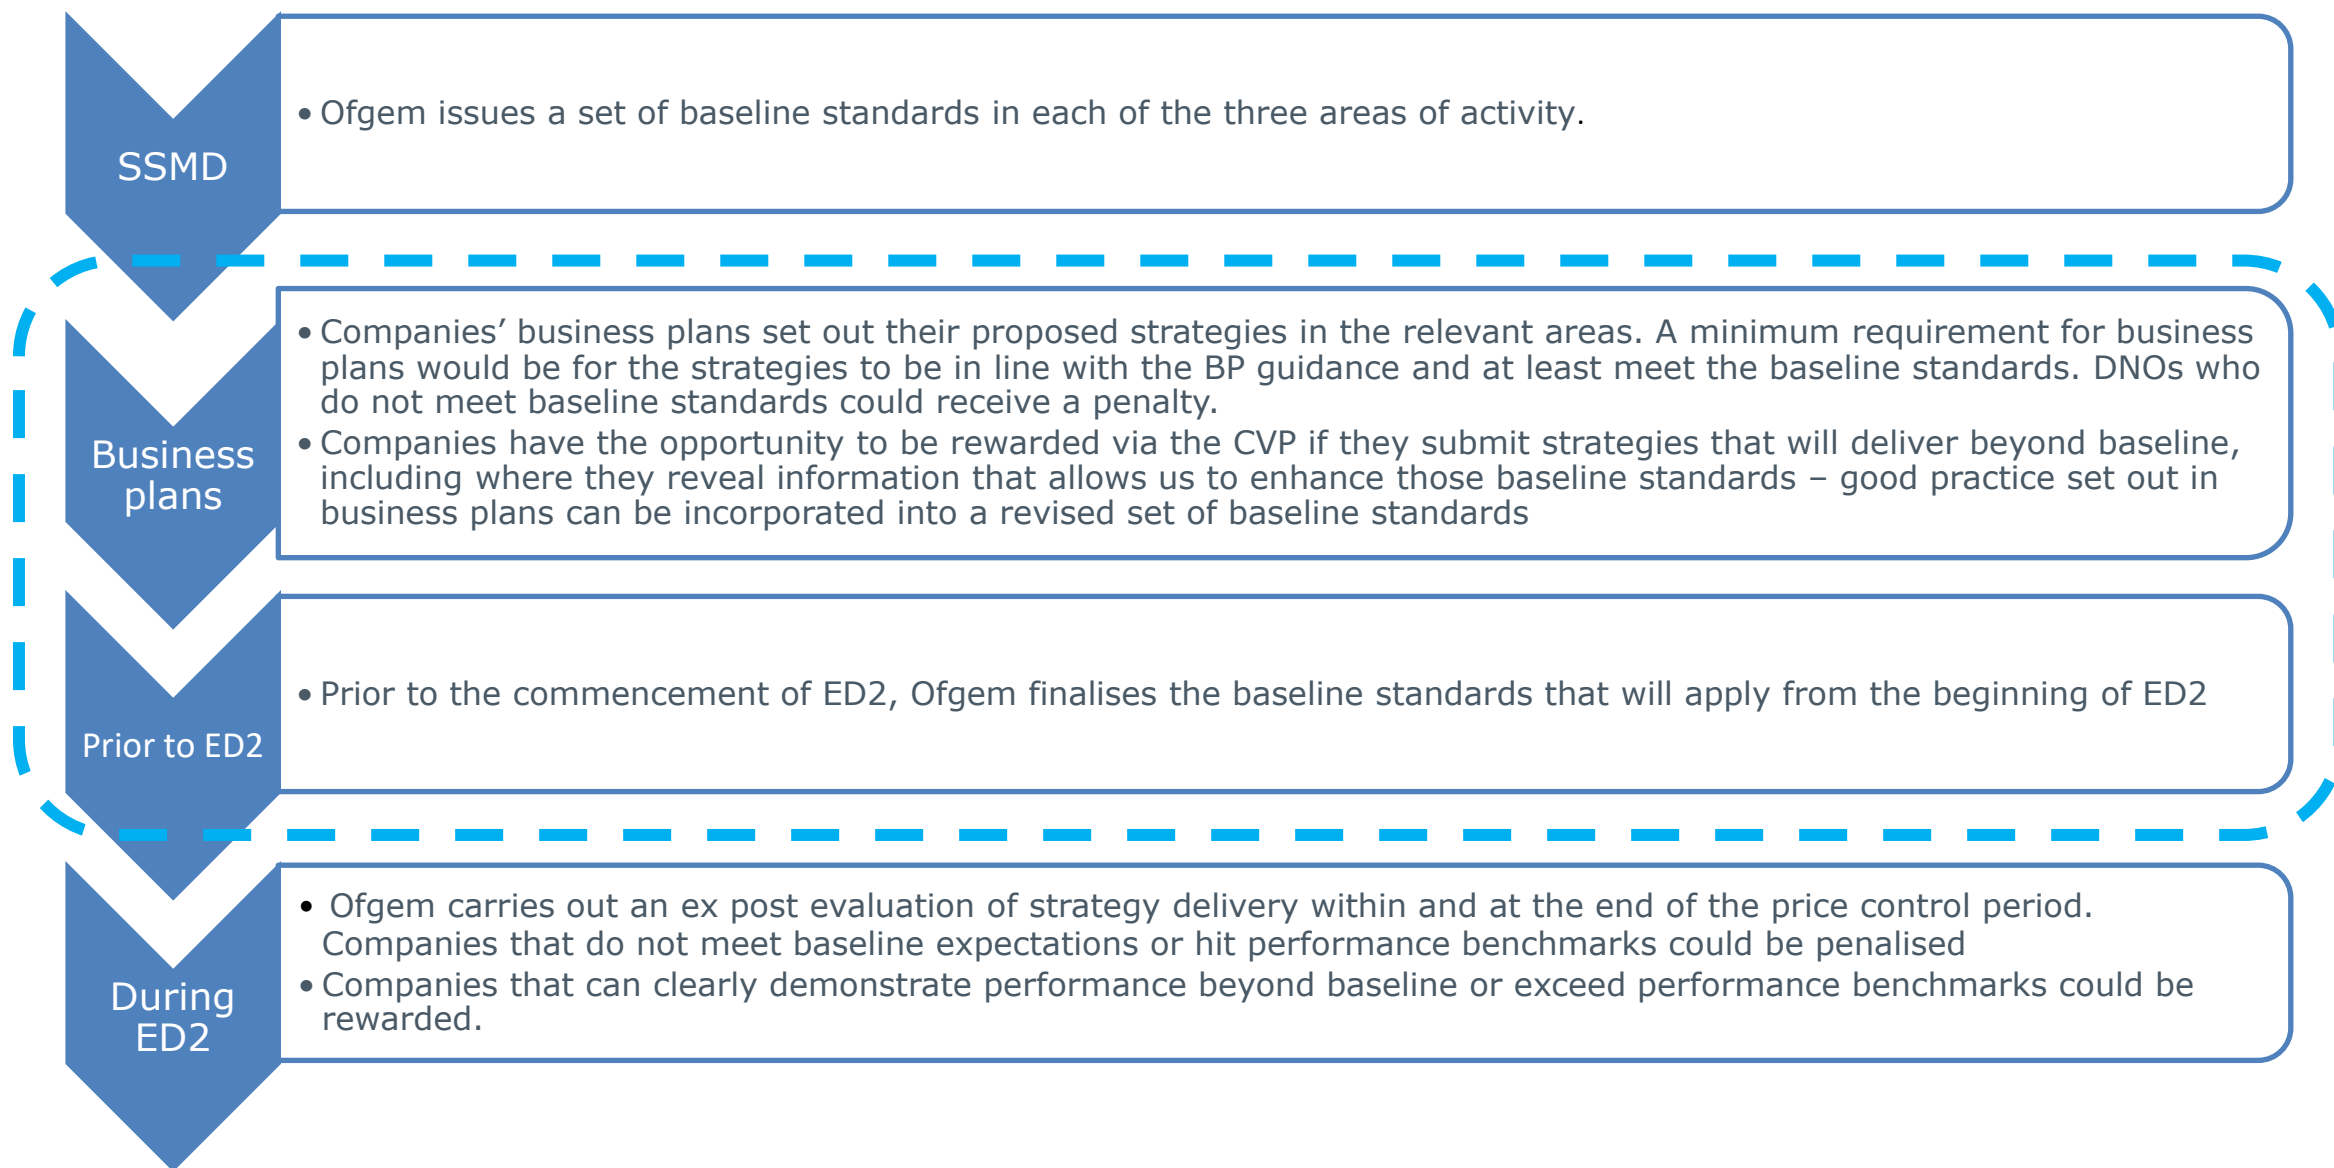 SSMD
• Ofgem issues a set of baseline standards in each of the three areas of activity.
Business
plans
• Companies’ business plans set out their proposed strategies in the relevant areas. A minimum requirement for business
plans would be for the strategies to be in line with the BP guidance and at least meet the baseline standards. DNOs who
do not meet baseline standards could receive a penalty.
• Companies have the opportunity to be rewarded via the CVP if they submit strategies that will deliver beyond baseline,
including where they reveal information that allows us to enhance those baseline standards – good practice set out in
business plans can be incorporated into a revised set of baseline standards
Prior to ED2
• Prior to the commencement of ED2, Ofgem finalises the baseline standards that will apply from the beginning of ED2
During
ED2
• Ofgem carries out an ex post evaluation of strategy delivery within and at the end of the price control period.
Companies that do not meet baseline expectations or hit performance benchmarks could be penalised
• Companies that can clearly demonstrate performance beyond baseline or exceed performance benchmarks could be
rewarded.